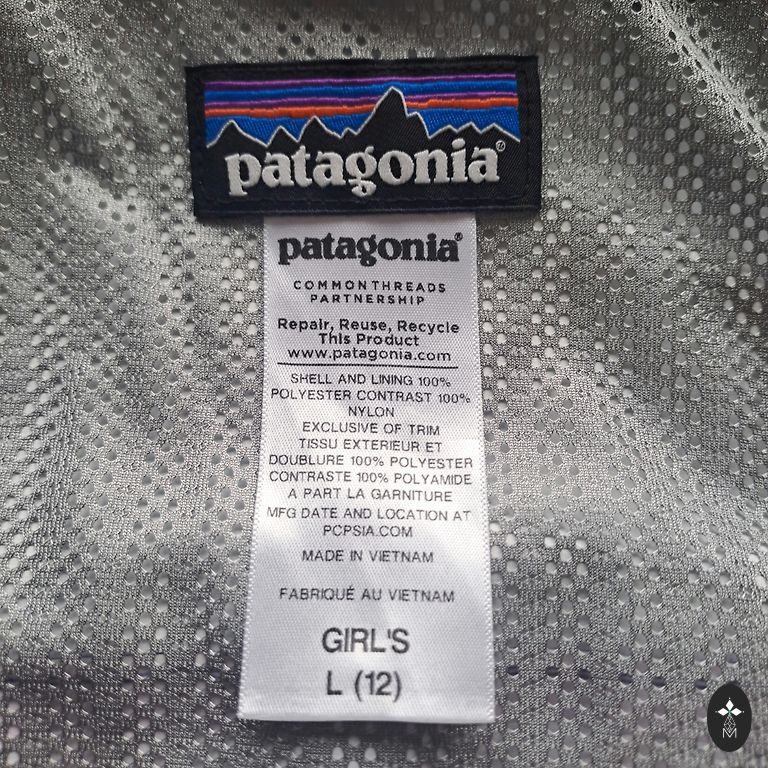 patagonia®
patagonia®
COMMON THREADS
PARTNERSHIP
Repair, Reuse, Recycle
This Product
www.patagonia.com
SHELL AND LINING 100%
POLYESTER CONTRAST 100%
NYLON
EXCLUSIVE OF TRIM
TISSU EXTERIEUR ET
DOUBLURE 100% POLYESTER
CONTRASTE 100% POLYAMIDE
A PART LA GARNITURE
MFG DATE AND LOCATION AT
PCPSIA.COM
MADE IN VIETNAM
FABRIQUÉ AU VIETNAM
GIRL'S
L (12)
M